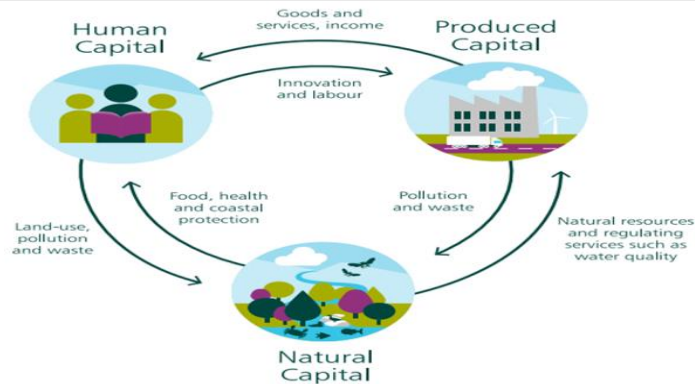 Goods and
services, income
Human
Capital
Produced
Capital
Innovation
and labour
Food, health
and coastal
protection
Pollution
and waste
Land-use,
pollution
and waste
Natural resources
and regulating
services such as
water quality
Natural
Capital